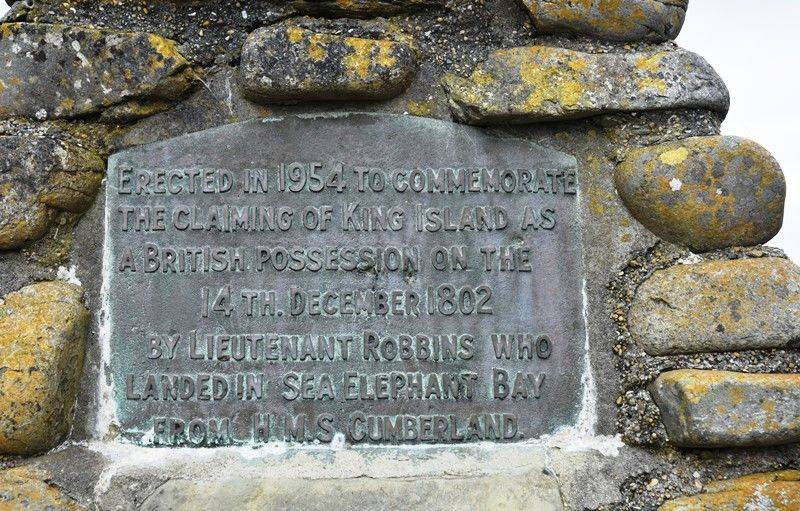 Erected in 1954 to commemorate
the claiming of King Island as
a British possession on the
14 th. December 1802
by Lieutenant Robbins who
landed in Sea Elephant Bay
from H.M.S. Cumberland.